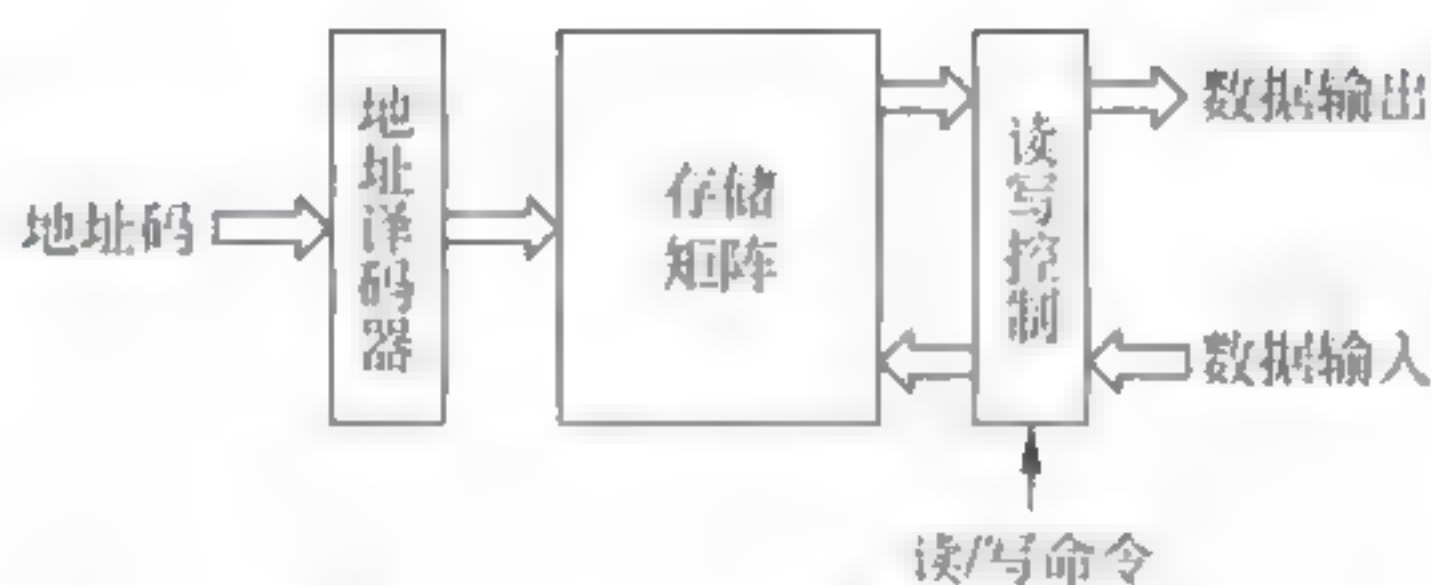 地址码
地址译码器
存储
矩阵
读写控制
数据输出
数据输入
读/写命令